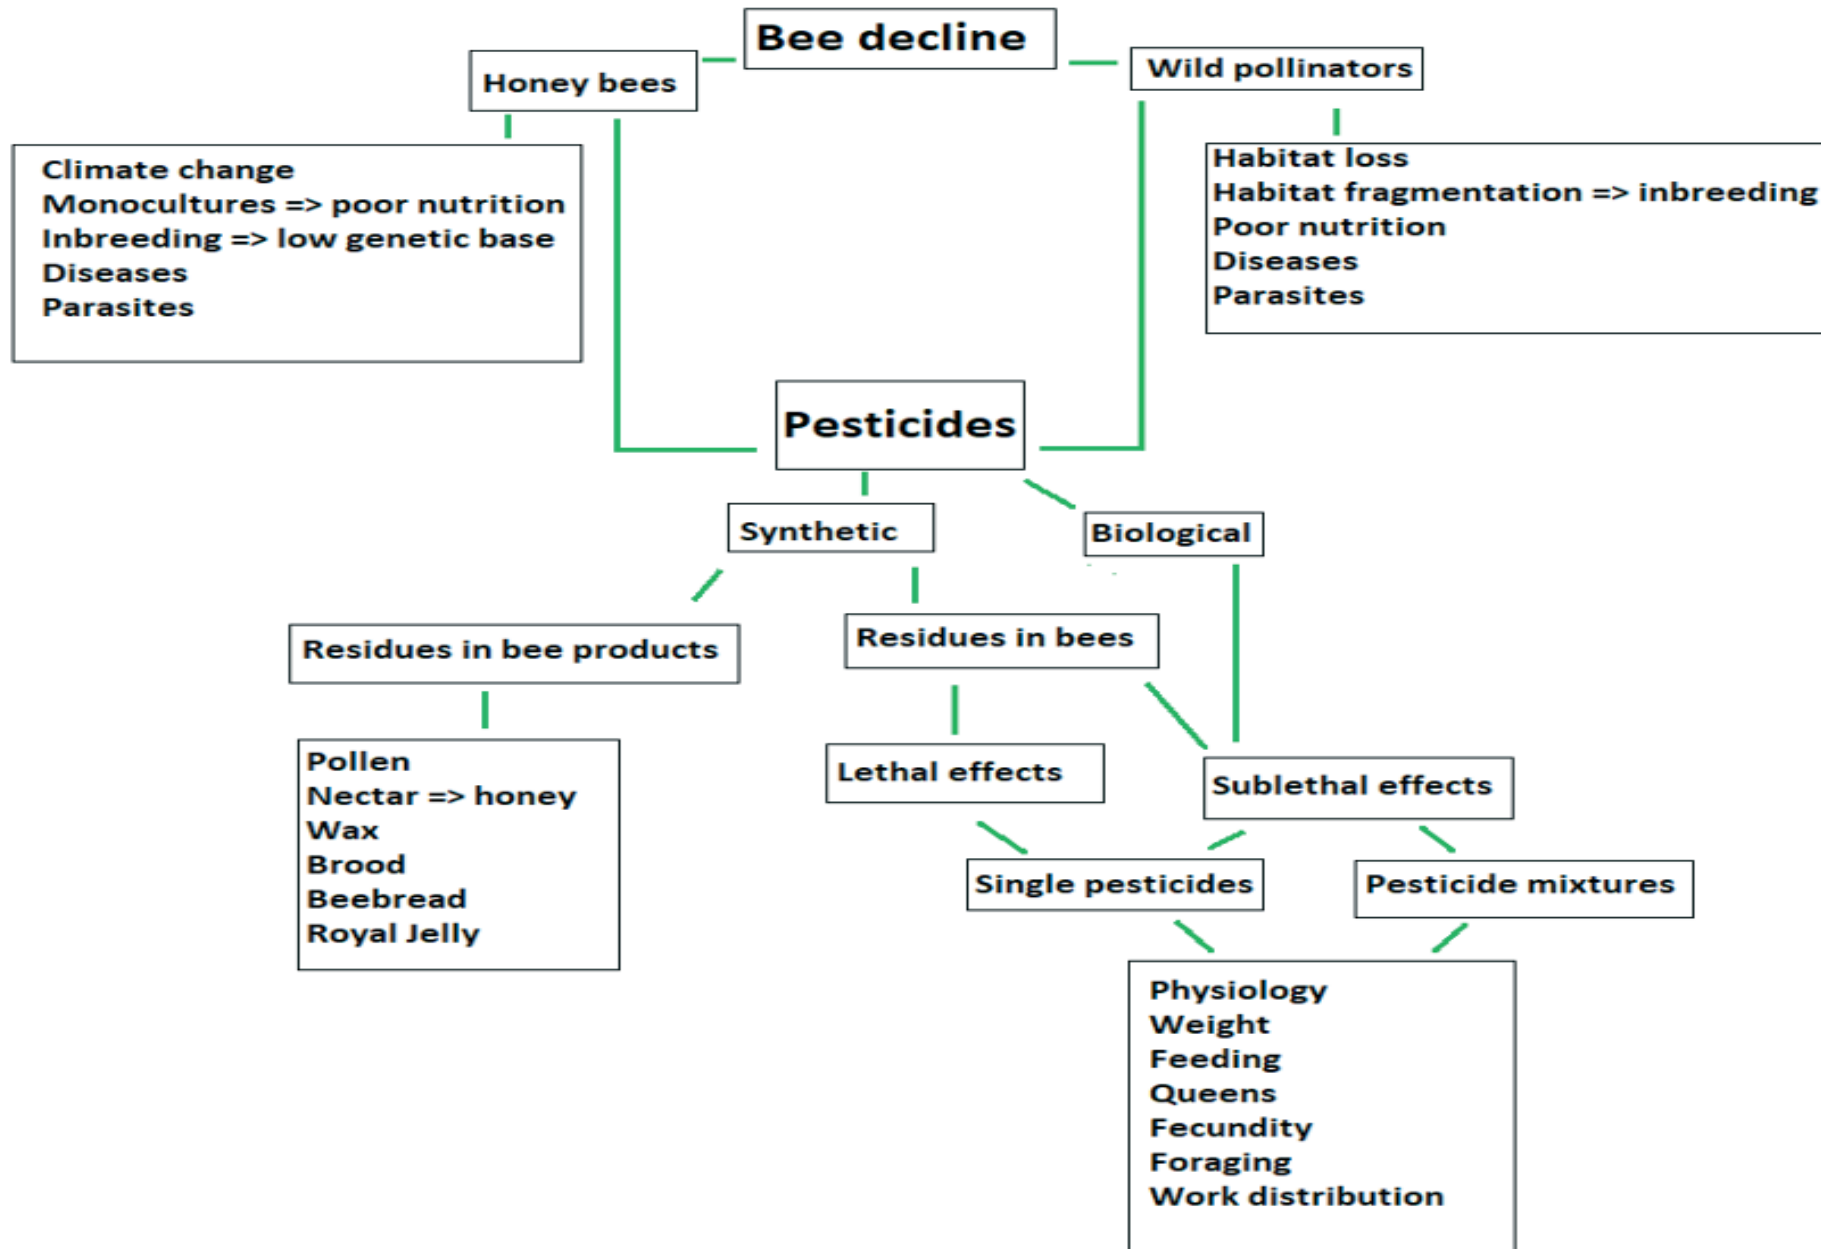 Bee decline
Honey bees
Wild pollinators
Climate change
Monocultures => poor nutrition
Inbreeding => low genetic base
Diseases
Parasites
Habitat loss
Habitat fragmentation => inbreeding
Poor nutrition
Diseases
Parasites
Pesticides
Synthetic
Biological
Residues in bee products
Residues in bees
Pollen
Nectar => honey
Wax
Brood
Beebread
Royal Jelly
Lethal effects
Sublethal effects
Single pesticides
Pesticide mixtures
Physiology
Weight
Feeding
Queens
Fecundity
Foraging
Work distribution